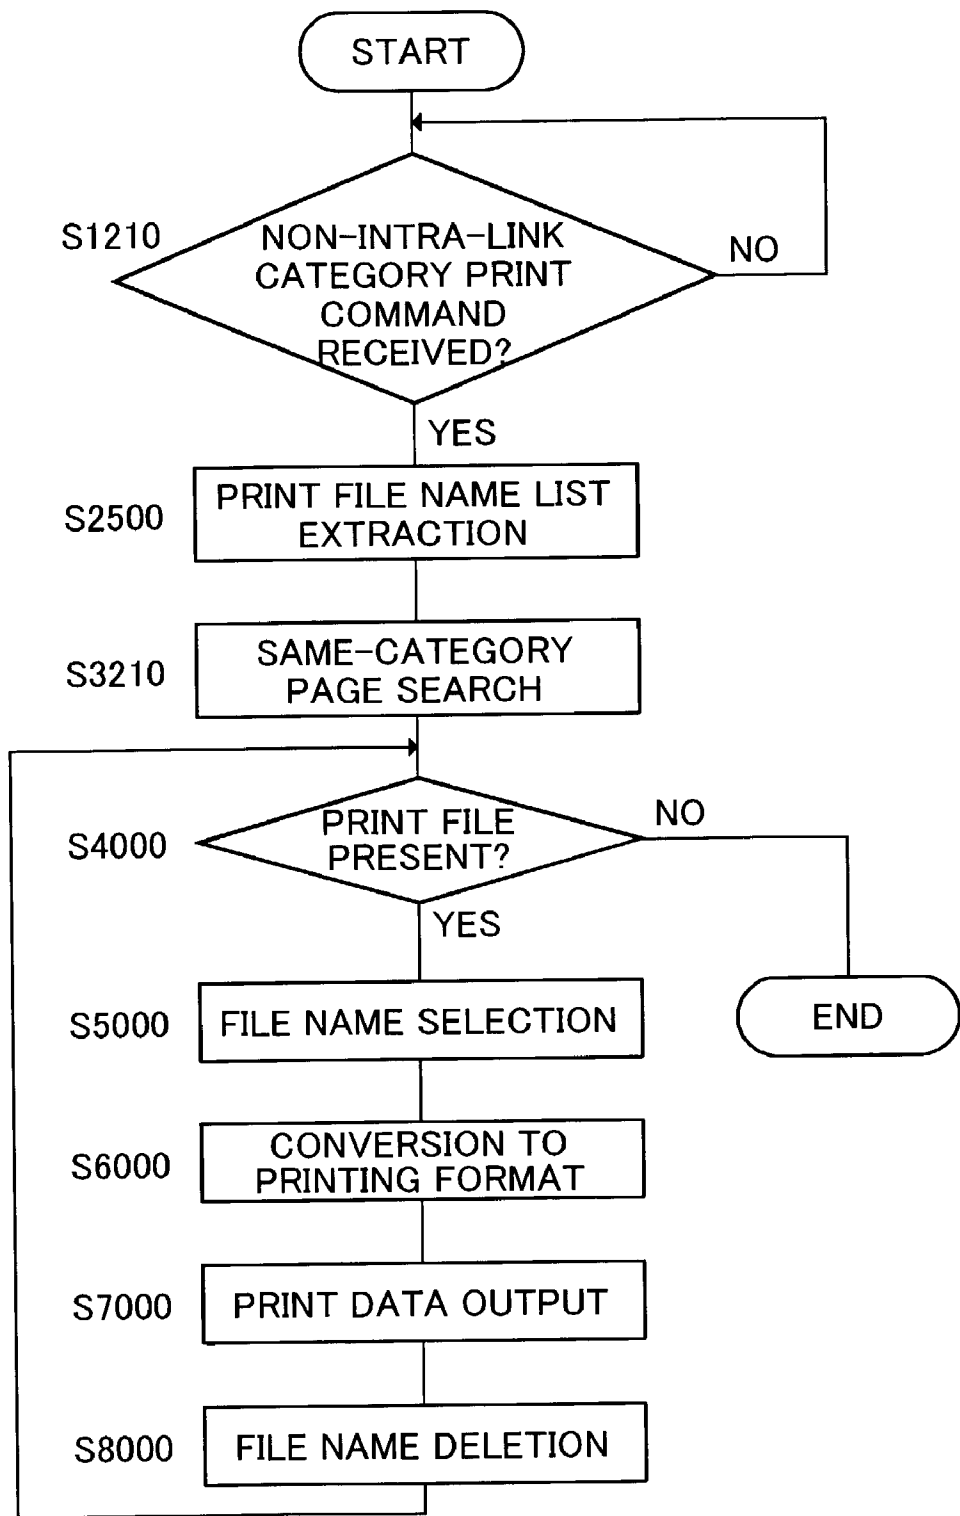 START
S1210
NON-INTRA-LINK
CATEGORY PRINT
COMMAND
RECEIVED?
NO
YES
S2500
PRINT FILE NAME LIST
EXTRACTION
S3210
SAME-CATEGORY
PAGE SEARCH
S4000
PRINT FILE
PRESENT?
NO
YES
S5000
FILE NAME SELECTION
END
S6000
CONVERSION TO
PRINTING FORMAT
S7000
PRINT DATA OUTPUT
S8000
FILE NAME DELETION